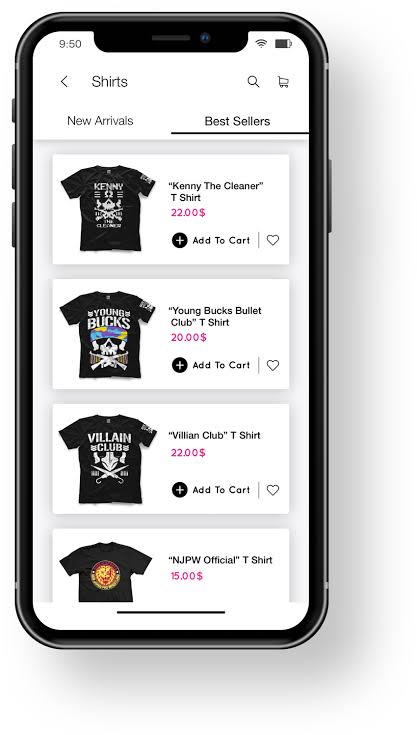 9:50
Shirts
New Arrivals
Best Sellers
KENNY
THE
CLEANER
“Kenny The Cleaner”
T Shirt
22.00$
Add To Cart
YOUNG
BUCKS
“Young Bucks Bullet
Club” T Shirt
20.00$
Add To Cart
VILLAIN
CLUB
“Villian Club” T Shirt
22.00$
Add To Cart
“NJPW Official” T Shirt
15.00$